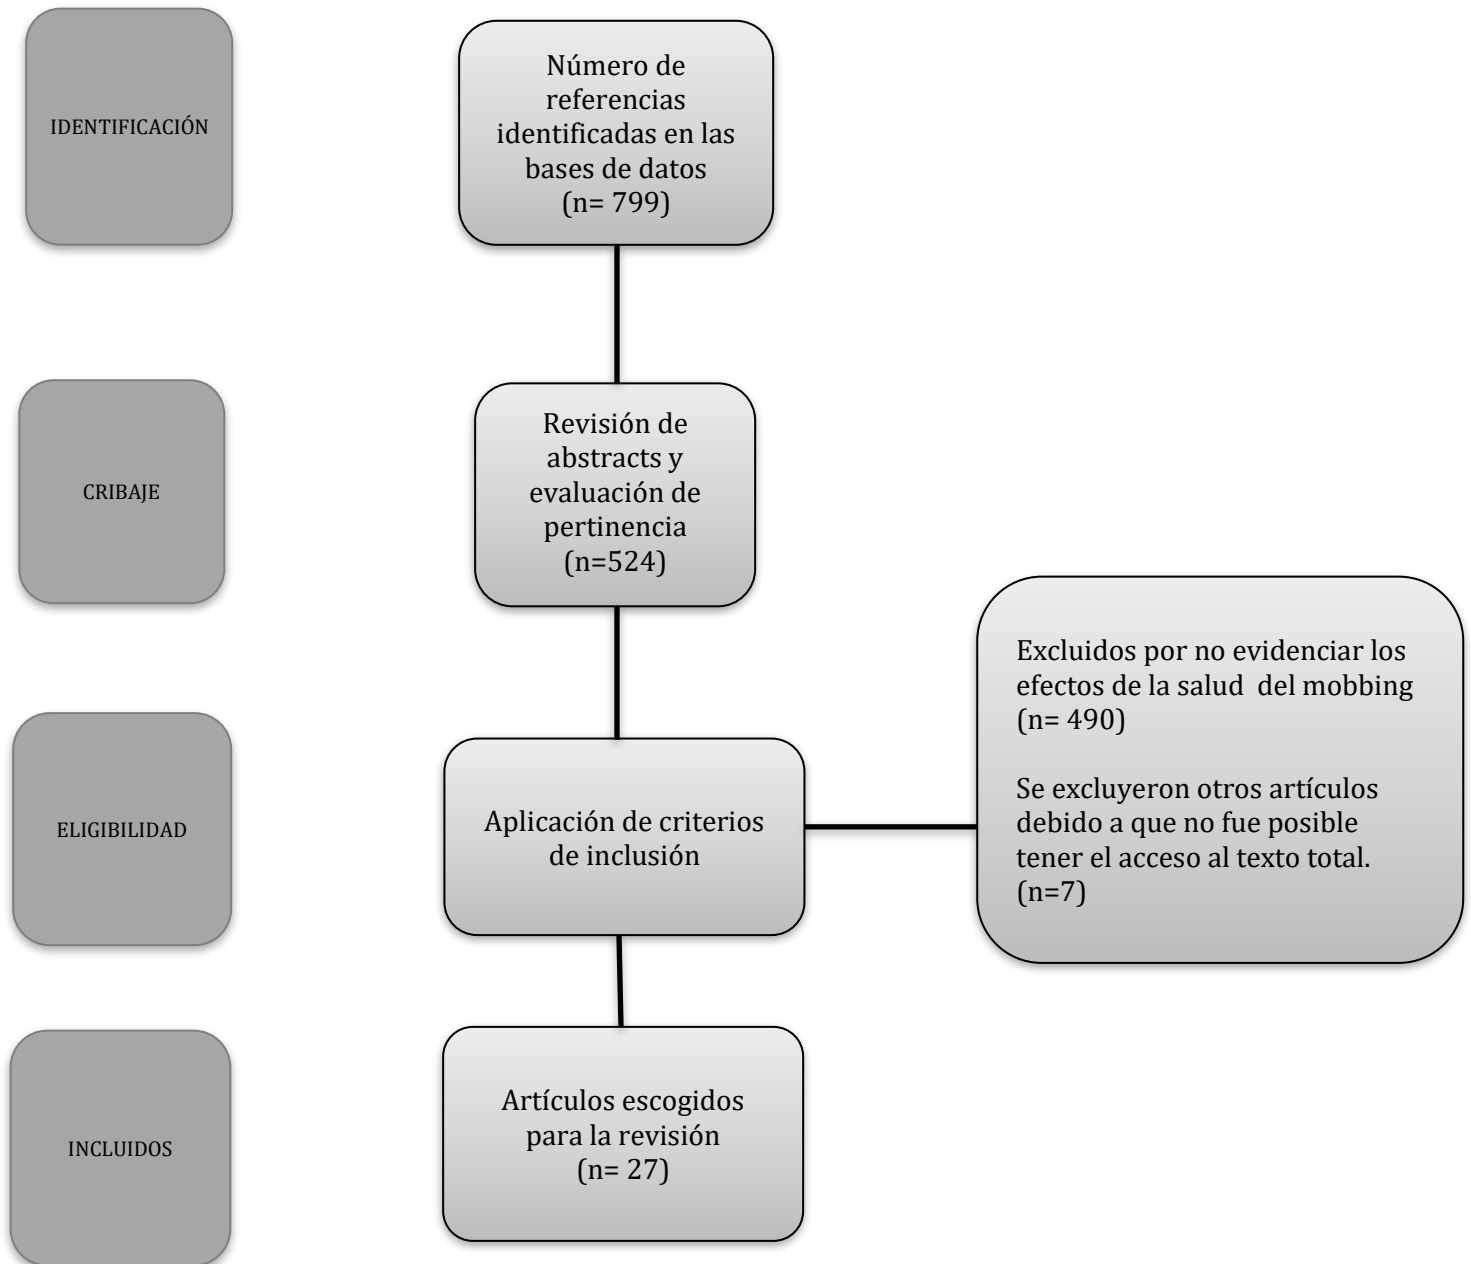 IDENTIFICACIÓN
Número de
referencias
identificadas en las
bases de datos
(n= 799)
CRIBAJE
Revisión de
abstracts y
evaluación de
pertinencia
(n=524)
ELIGIBILIDAD
Aplicación de criterios
de inclusión
Excluidos por no evidenciar los
efectos de la salud  del mobbing
(n= 490)
Se excluyeron otros artículos
debido a que no fue posible
tener el acceso al texto total.
(n=7)
INCLUIDOS
Artículos escogidos
para la revisión
(n= 27)